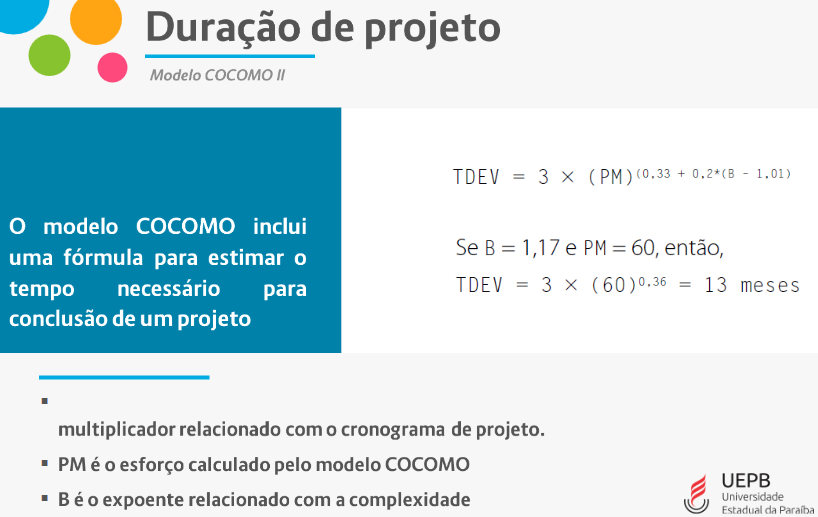 Duração de projeto
Modelo COCOMO II
O modelo COCOMO inclui
uma fórmula para estimar o
tempo necessário para
conclusão de um projeto
TDEV = 3 × (PM)^(0,33 + 0,2*(B – 1,01)
Se B = 1,17 e PM = 60, então,
TDEV = 3 × (60)^0,36 = 13 meses
▪
multiplicador relacionado com o cronograma de projeto.
▪ PM é o esforço calculado pelo modelo COCOMO
▪ B é o expoente relacionado com a complexidade
UEPB
Universidade
Estadual da Paraíba